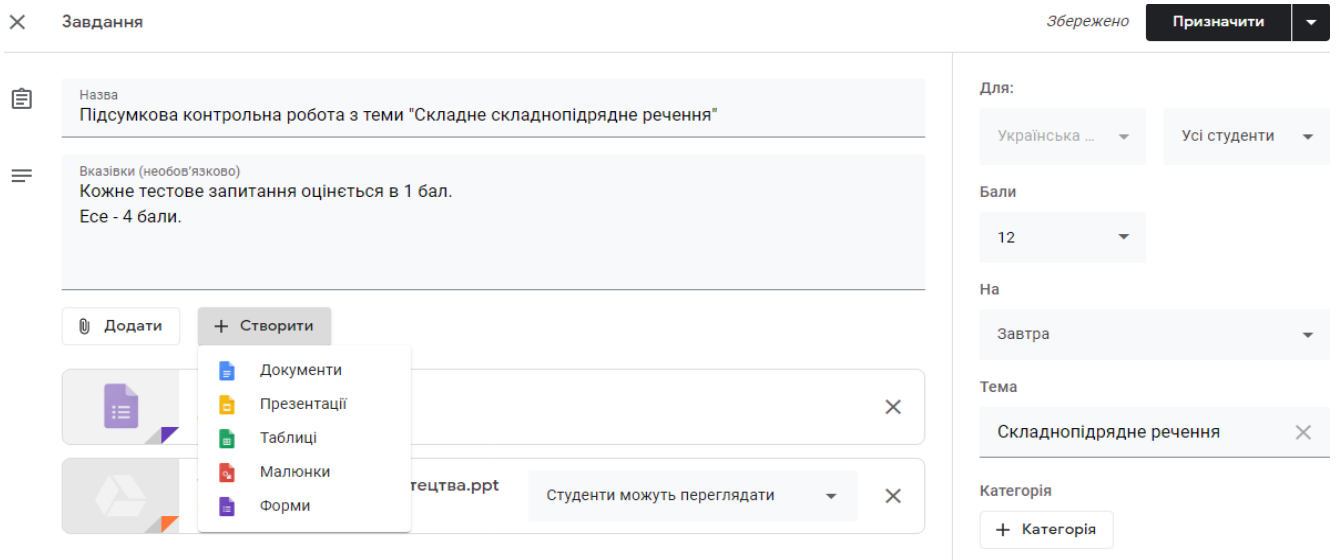 Завдання
Збережено
Призначити
Назва
Підсумкова контрольна робота з теми "Складне складнопідрядне речення"
Вказівки (необов'язково)
Кожне тестове запитання оцінється в 1 бал.
Есе - 4 бали.
Додати
Створити
Документи
Презентації
Таблиці
Малюнки
Форми
тецтва.ppt
Студенти можуть переглядати
Для:
Українська ...
Усі студенти
Бали
12
На
Завтра
Тема
Складнопідрядне речення
Категорія
Категорія